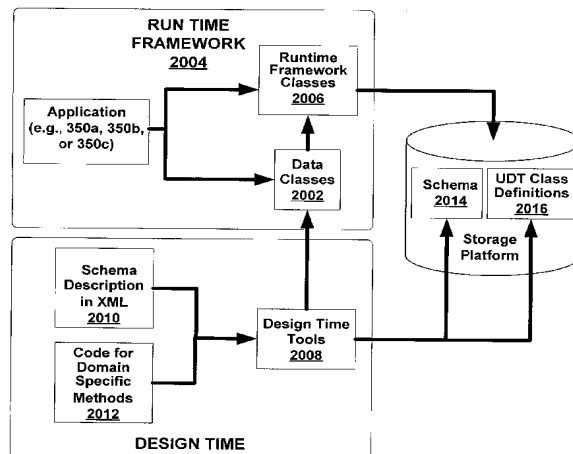 RUN TIME
FRAMEWORK
2004
Runtime
Framework
Classes
2006
Application
(e.g., 350a, 350b,
or 350c)
Data
Classes
2002
Schema
2014
UDT Class
Definitions
2016
Storage
Platform
Schema
Description
in XML
2010
Design Time
Tools
2008
Code for
Domain
Specific
Methods
2012
DESIGN TIME